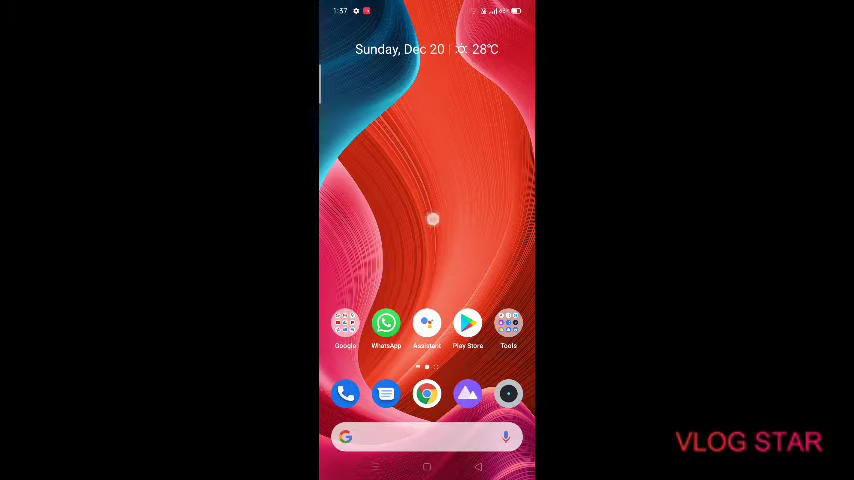 1:37
Sunday, Dec 20 | 28°C
Google WhatsApp Assistant Play Store Tools
VLOG STAR